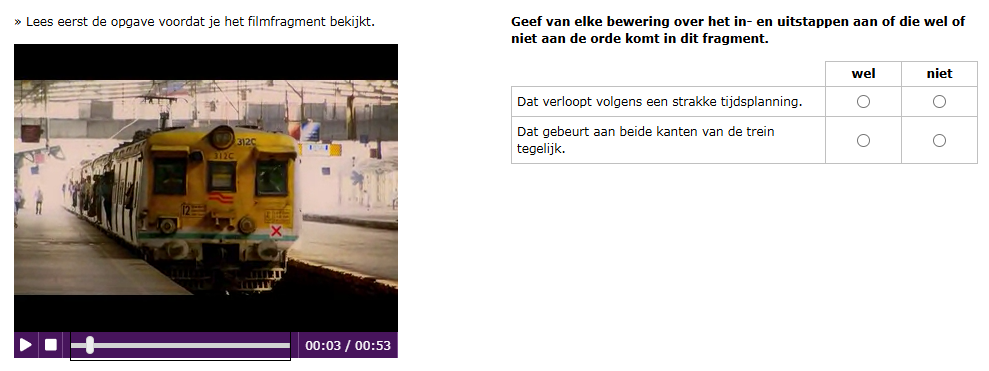 » Lees eerst de opgave voordat je het filmfragment bekijkt.
312C
312C
12
00:03 / 00:53
Geef van elke bewering over het in- en uitstappen aan of die wel of
niet aan de orde komt in dit fragment.
wel niet
Dat verloopt volgens een strakke tijdsplanning.
Dat gebeurt aan beide kanten van de trein
tegelijk.